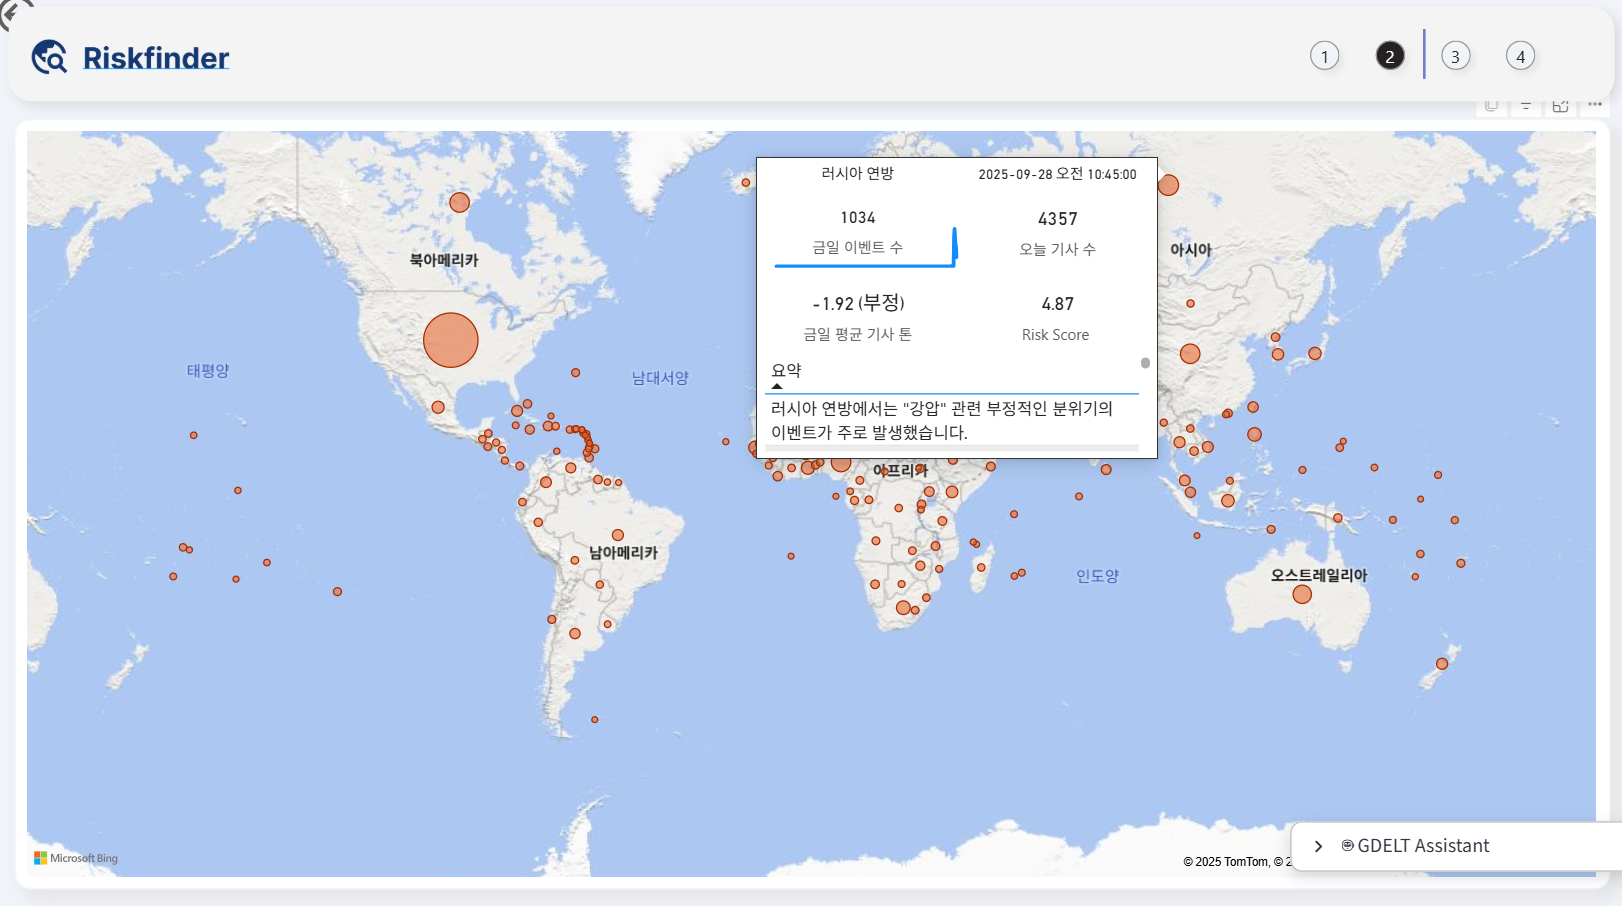 Riskfinder
1
2
3
4
러시아 연방
2025-09-28 오전 10:45:00
1034
4357
금일 이벤트 수
오늘 기사 수
-1.92 (부정)
4.87
금일 평균 기사 톤
Risk Score
요약
러시아 연방에서는 "강압" 관련 부정적인 분위기의
이벤트가 주로 발생했습니다.
북아메리카
아시아
태평양
남대서양
아프리카
남아메리카
인도양
오스트레일리아
Microsoft Bing
© 2025 TomTom, © 2
GDELT Assistant